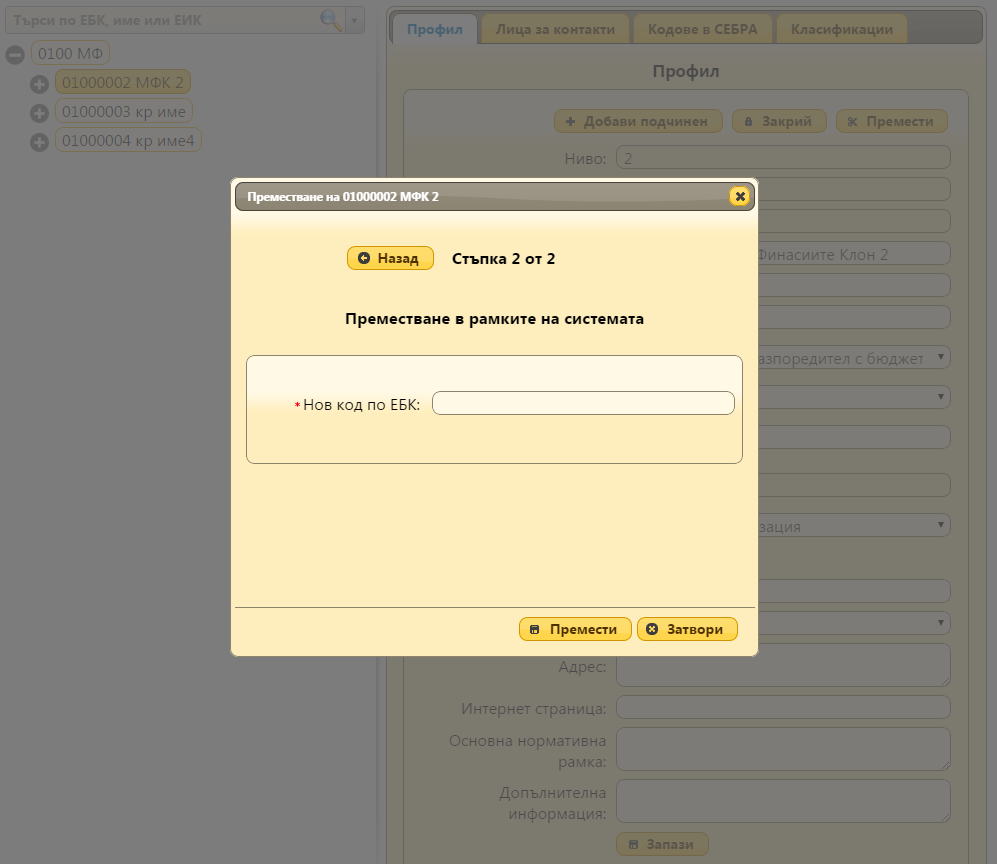 Търси по ЕБК, име или ЕИК
0100 МФ
01000002 МФК 2
01000003 кр име
01000004 кр име4
Профил
Лица за контакти
Кодове в СЕБРА
Класификации
Профил
Добави подчинен
Закрий
Премести
Ниво:
2
Финасиите Клон 2
азпоредител с бюджет
зация
Преместване на 01000002 МФК 2
Назад
Стъпка 2 от 2
Преместване в рамките на системата
* Нов код по ЕБК:
Премести
Затвори
Адрес:
Интернет страница:
Основна нормативна
рамка:
Допълнителна
информация:
Запази